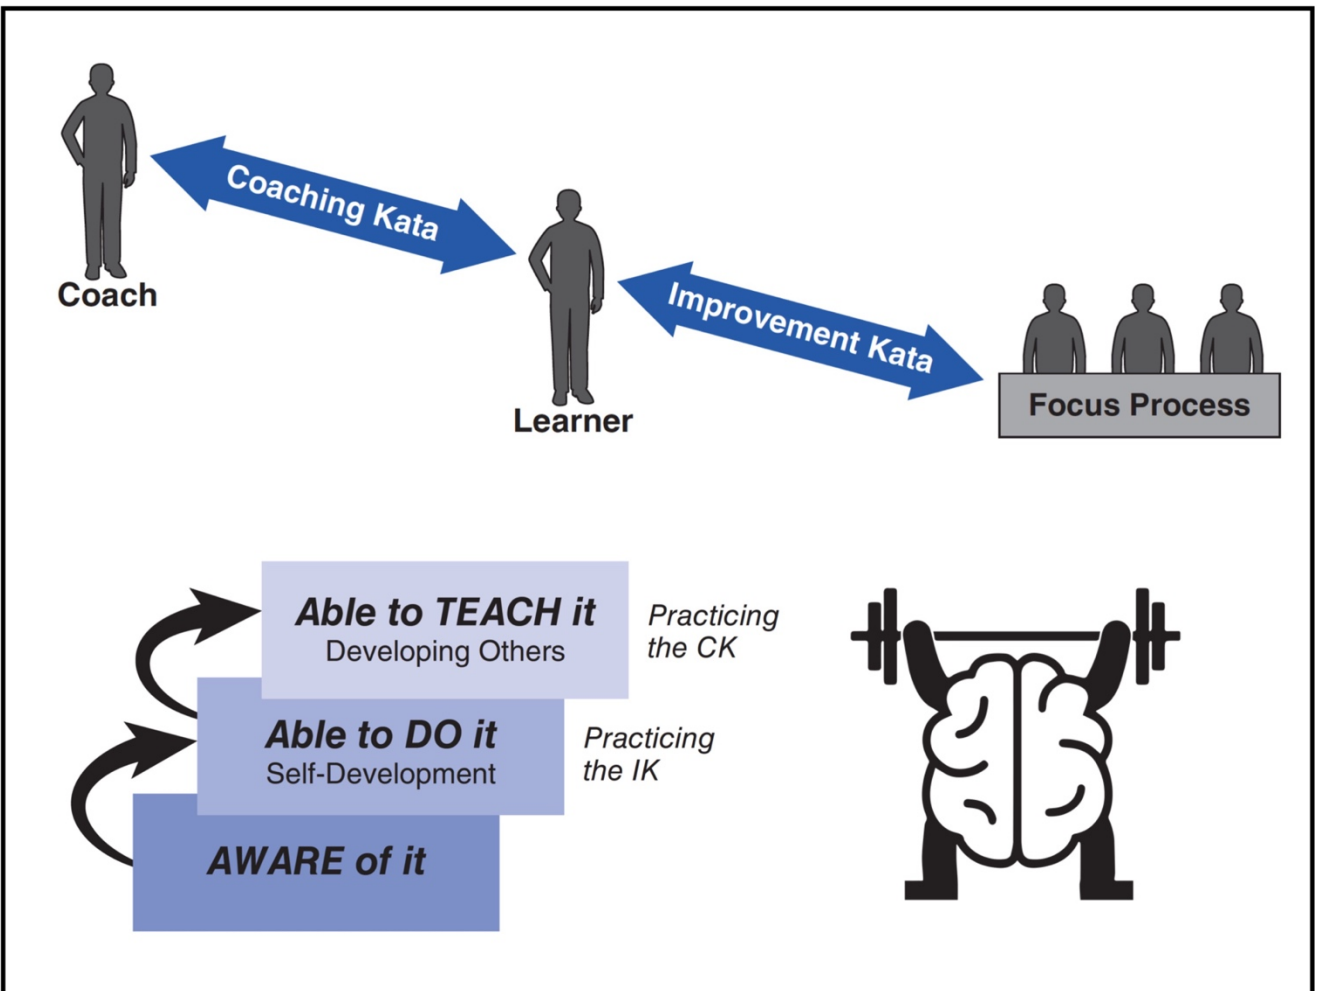 Coaching Kata
Coach
Improvement Kata
Learner
Focus Process
Able to TEACH it
Developing Others
Practicing
the CK
Able to DO it
Self-Development
Practicing
the IK
AWARE of it